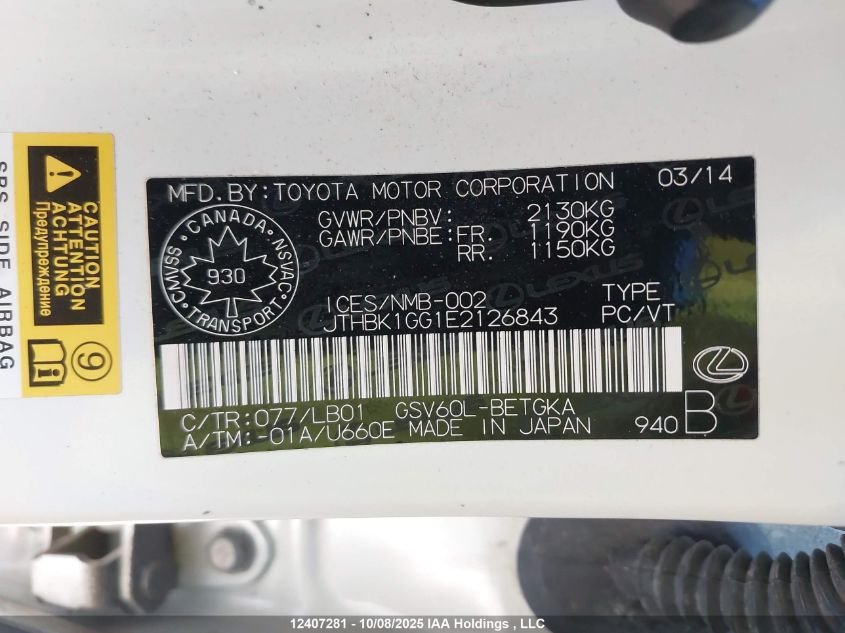 MFD.BY:TOYOTA MOTOR CORPORATION 03/14
GVWR/PNBV: 2130KG
GAWR/PNBE:FR. 1190KG
RR. 1150KG
CANADA
CMVSS NSVAC
930
TRANSPORT
ICES/NMB-002 TYPE
JTHBK1GG1E2126843 PC/VT
C/TR:077/LB01 GSV60L-BETGKA
A/TM:-01A/U660E MADE IN JAPAN 940 B
CAUTION
ATTENTION
ACHTUNG
Предупреждение
9
SRS SIDE AIRBAG
LEXUS
12407281 - 10/08/2025 IAA Holdings , LLC